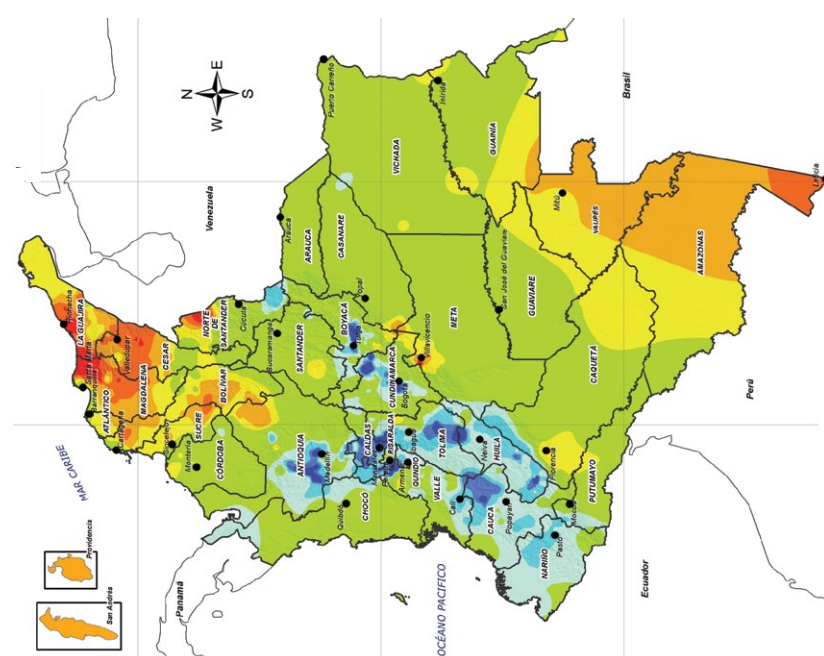 N
E
S
W
Brasil
Venezuela
MAR CARIBE
Panamá
OCÉANO PACIFICO
Ecuador
Perú
Providencia
San Andrés
LA GUAJIRA
Riohacha
Santa Marta
Barranquilla
ATLÁNTICO
Cartagena
MAGDALENA
Valledupar
CESAR
NORTE
DE
SANTANDER
Cúcuta
BOLÍVAR
SUCRE
Sincelejo
Montería
CÓRDOBA
SANTANDER
Bucaramanga
ANTIOQUIA
Medellín
ARAUCA
Arauca
CASANARE
Yopal
BOYACA
Tunja
CUNDINAMARCA
Bogotá
CALDAS
RISARALDA
QUINDIO
Armenia
Ibagué
TOLIMA
CHOCÓ
Quibdó
VALLE
Cali
CAUCA
Popayán
HUILA
Neiva
NARIÑO
Pasto
PUTUMAYO
Mocoa
Florencia
CAQUETÁ
META
Villavicencio
VICHADA
Puerto Carreño
GUAINÍA
Inírida
GUAVIARE
San José del Guaviare
VAUPÉS
Mitú
AMAZONAS
Leticia